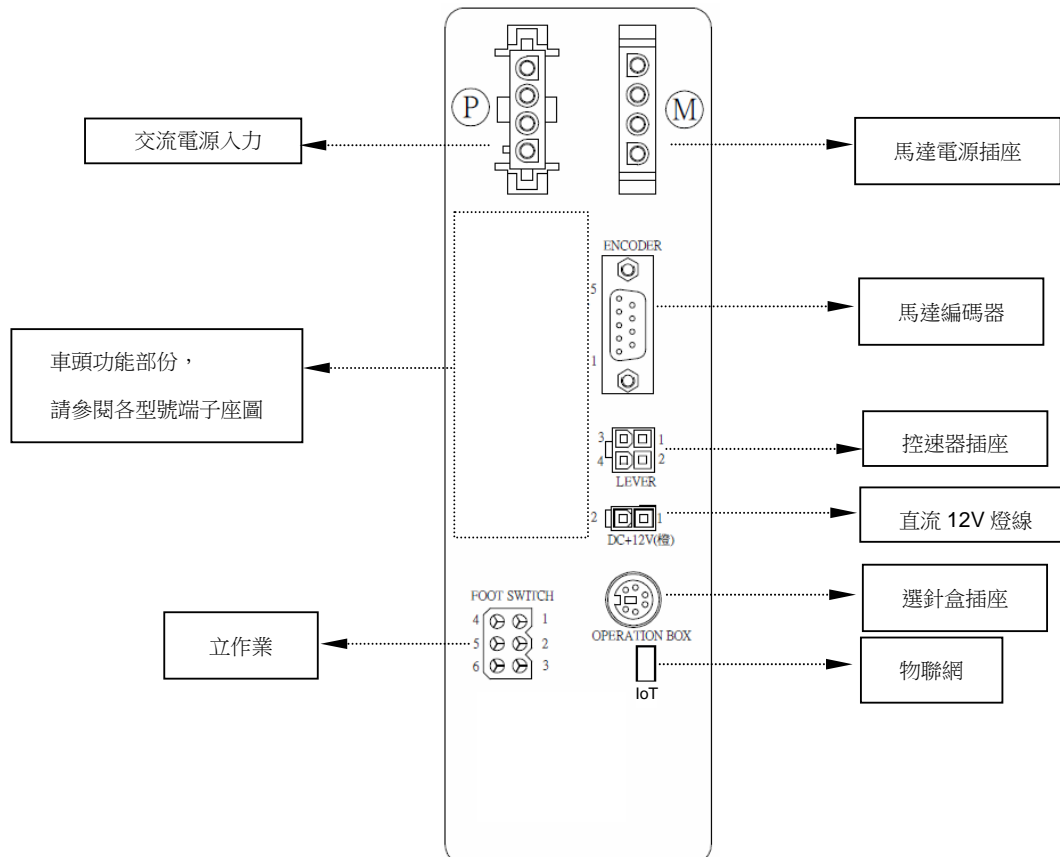 P
M
交流電源入力
馬達電源插座
ENCODER
5
1
馬達編碼器
車頭功能部份，
請參閱各型號端子座圖
3 1
4 2
LEVER
控速器插座
2 1
DC+12V(橙)
直流 12V 燈線
FOOT SWITCH
4 1
5 2
6 3
立作業
OPERATION BOX
選針盒插座
IoT
物聯網